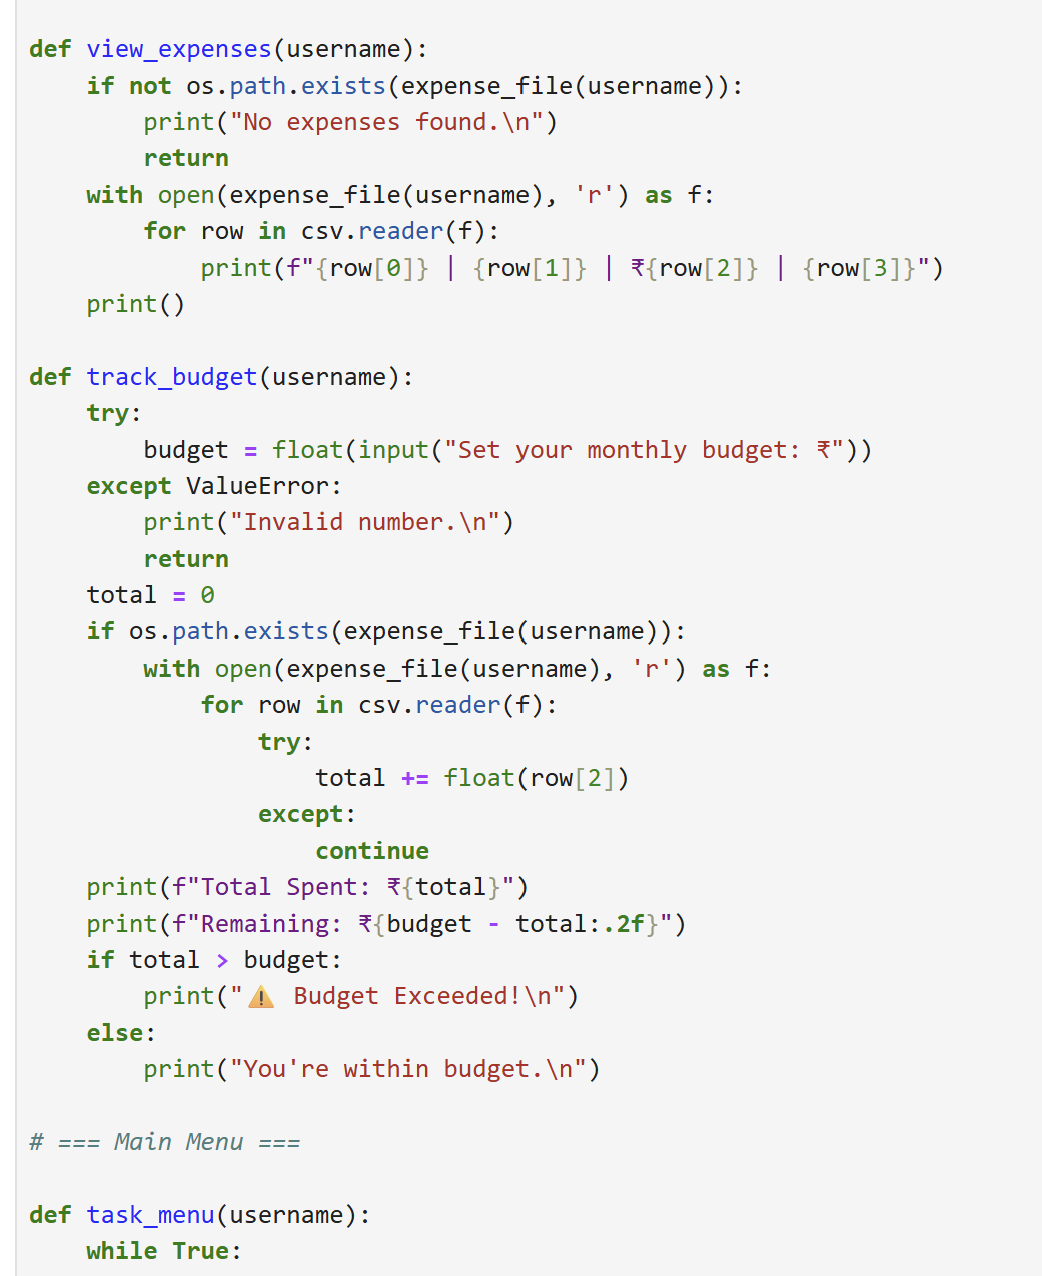 def view_expenses(username):
    if not os.path.exists(expense_file(username)):
        print("No expenses found.\n")
        return
    with open(expense_file(username), 'r') as f:
        for row in csv.reader(f):
            print(f"{row[0]} | {row[1]} | ₹{row[2]} | {row[3]}")
    print()

def track_budget(username):
    try:
        budget = float(input("Set your monthly budget: ₹"))
    except ValueError:
        print("Invalid number.\n")
        return
    total = 0
    if os.path.exists(expense_file(username)):
        with open(expense_file(username), 'r') as f:
            for row in csv.reader(f):
                try:
                    total += float(row[2])
                except:
                    continue
    print(f"Total Spent: ₹{total}")
    print(f"Remaining: ₹{budget - total:.2f}")
    if total > budget:
        print("⚠️ Budget Exceeded!\n")
    else:
        print("You're within budget.\n")

# === Main Menu ===

def task_menu(username):
    while True: